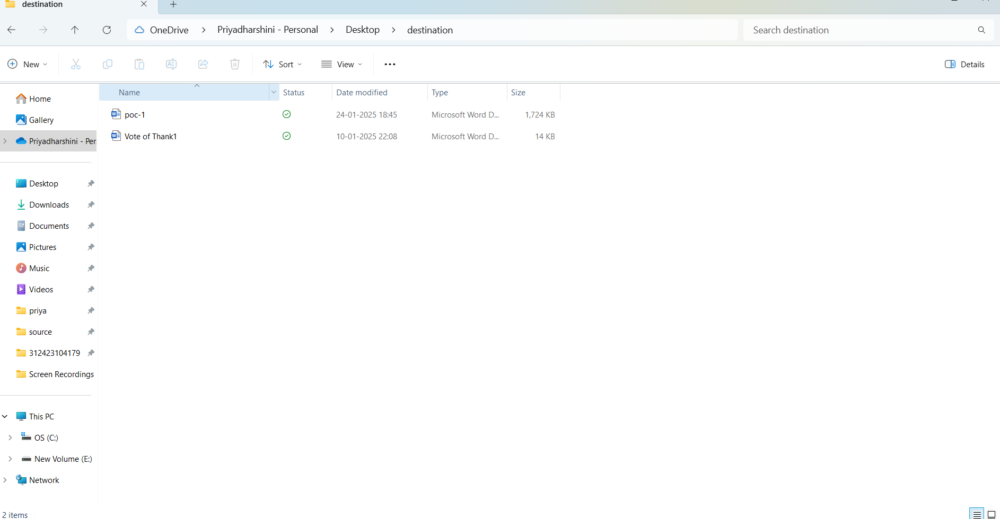 destination
OneDrive > Priyadharshini - Personal > Desktop > destination
Search destination
New
Sort
View
Details
Name Status Date modified Type Size
poc-1 24-01-2025 18:45 Microsoft Word D... 1,724 KB
Vote of Thank1 10-01-2025 22:08 Microsoft Word D... 14 KB
Home
Gallery
Priyadharshini - Per
Desktop
Downloads
Documents
Pictures
Music
Videos
priya
source
312423104179
Screen Recordings
This PC
OS (C:)
New Volume (E:)
Network
2 items